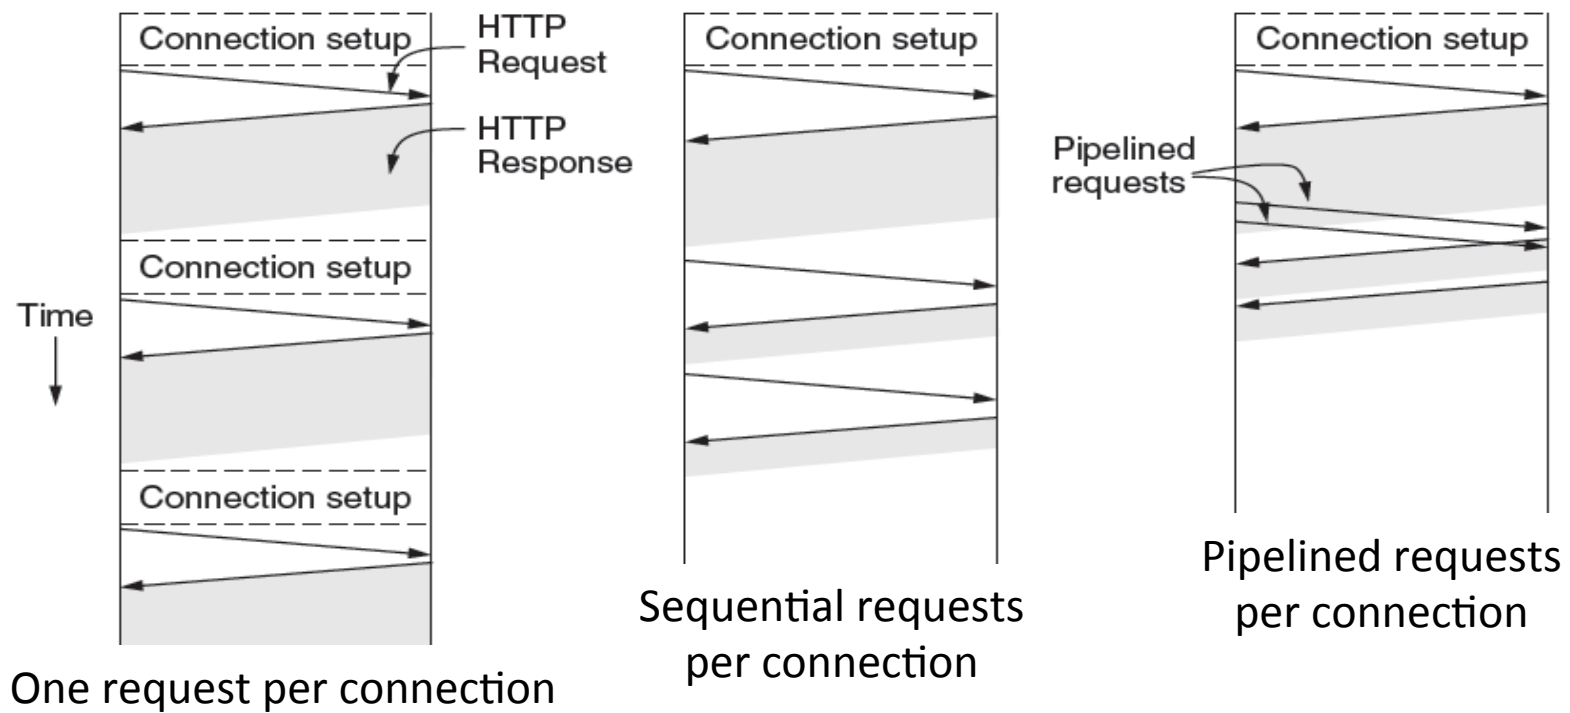 Connection setup
HTTP
Request
HTTP
Response
Connection setup
Time
Connection setup
One request per connection
Connection setup
Sequential requests
per connection
Connection setup
Pipelined
requests
Pipelined requests
per connection